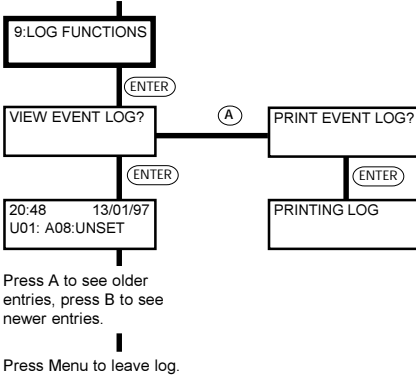 9:LOG FUNCTIONS
ENTER
VIEW EVENT LOG?
A
PRINT EVENT LOG?
ENTER
ENTER
20:48 13/01/97
U01: A08:UNSET
PRINTING LOG
Press A to see older
entries, press B to see
newer entries.
Press Menu to leave log.